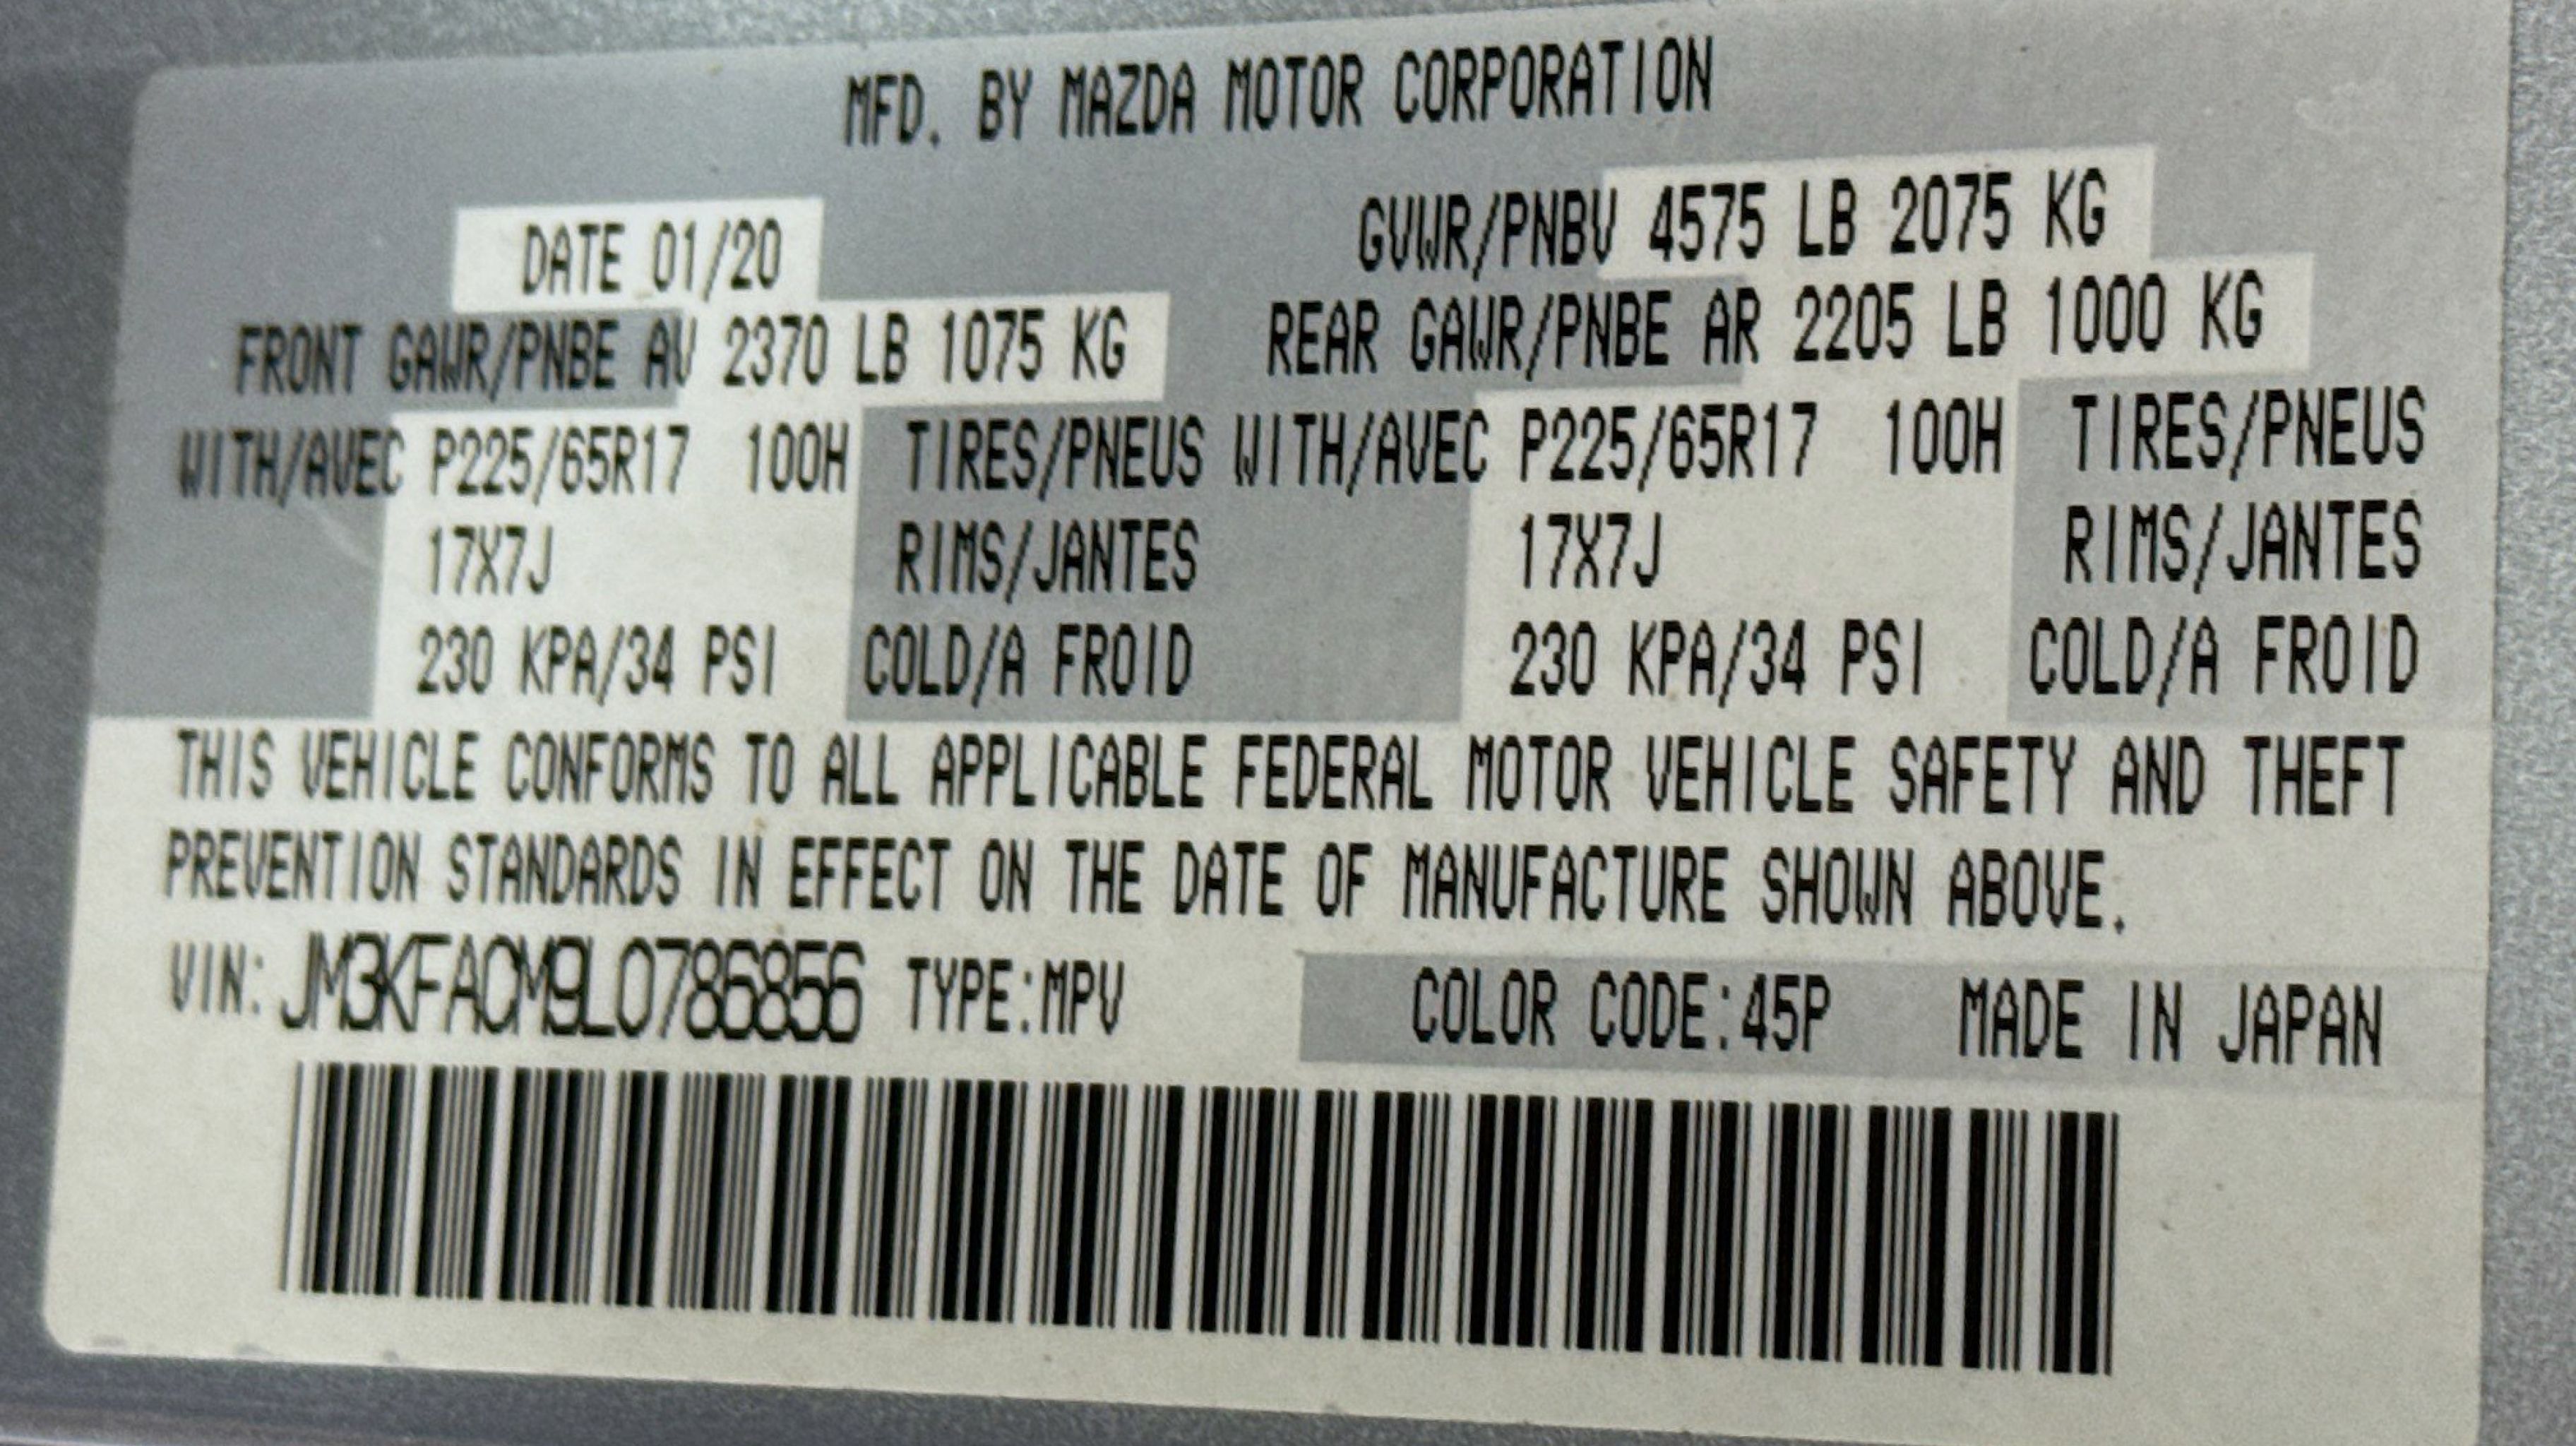 MFD. BY MAZDA MOTOR CORPORATION
DATE 01/20 GVWR/PNBV 4575 LB 2075 KG
FRONT GAWR/PNBE AV 2370 LB 1075 KG REAR GAWR/PNBE AR 2205 LB 1000 KG
WITH/AVEC P225/65R17 100H TIRES/PNEUS WITH/AVEC P225/65R17 100H TIRES/PNEUS
17X7J RIMS/JANTES 17X7J RIMS/JANTES
230 KPA/34 PSI COLD/A FROID 230 KPA/34 PSI COLD/A FROID
THIS VEHICLE CONFORMS TO ALL APPLICABLE FEDERAL MOTOR VEHICLE SAFETY AND THEFT
PREVENTION STANDARDS IN EFFECT ON THE DATE OF MANUFACTURE SHOWN ABOVE.
VIN: JM3KFACM9L0786856 TYPE:MPV COLOR CODE:45P MADE IN JAPAN